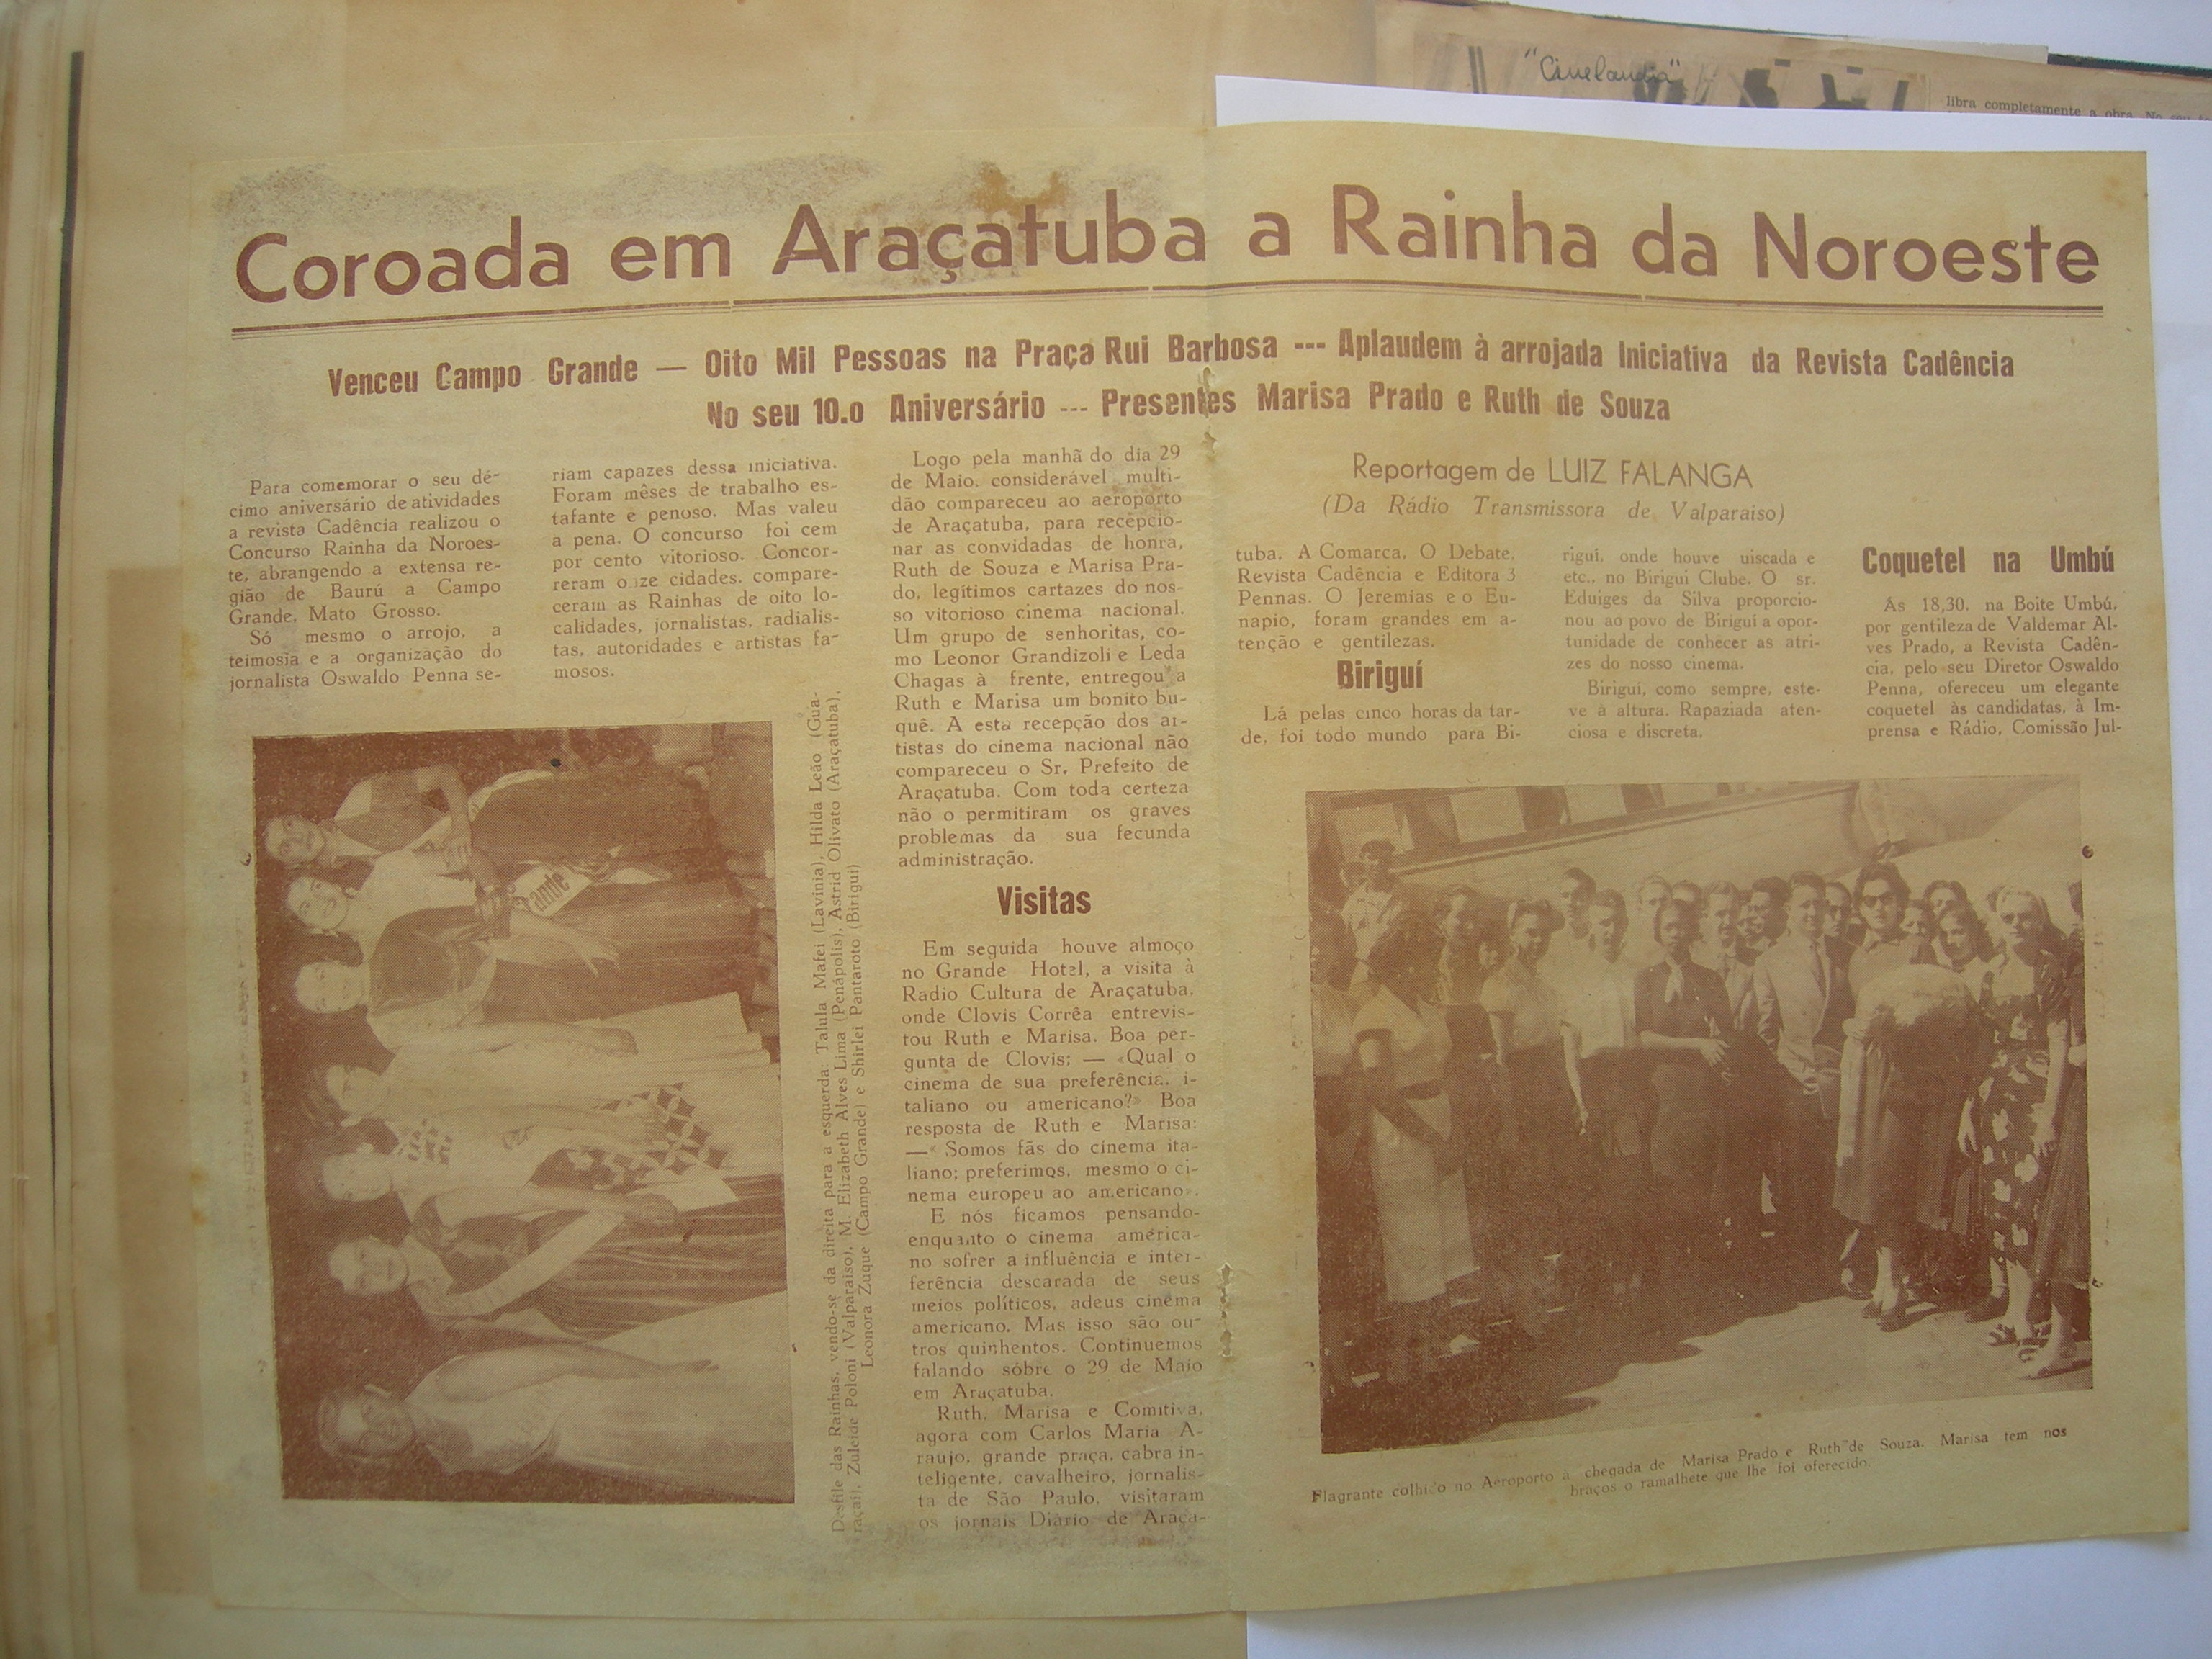 "Cinelandia"
libra completamente a obra. No seu
Coroada em Araçatuba a Rainha da Noroeste
Venceu Campo Grande — Oito Mil Pessoas na Praça Rui Barbosa --- Aplaudem à arrojada Iniciativa da Revista Cadência
No seu 10.o Aniversário --- Presentes Marisa Prado e Ruth de Souza
Para comemorar o seu dé-
cimo aniversário de atividades
a revista Cadência realizou o
Concurso Rainha da Noroes-
te, abrangendo a extensa re-
gião de Baurú a Campo
Grande, Mato Grosso.
Só mesmo o arrojo, a
teimosia e a organização do
jornalista Oswaldo Penna se-
riam capazes dessa iniciativa.
Foram mêses de trabalho es-
tafante e penoso. Mas valeu
a pena. O concurso foi cem
por cento vitorioso. Concor-
reram onze cidades, compare-
ceram as Rainhas de oito lo-
calidades, jornalistas, radialis-
tas, autoridades e artistas fa-
mosos.
ande
Desfile das Rainhas, vendo-se da direita para a esquerda: Talula Mafei (Lavínia), Hilda Leão (Gua-
raçaí), Zuleide Poloni (Valparaiso), M. Elizabeth Alves Lima (Penápolis), Astrid Olivato (Araçatuba),
Leonora Zuque (Campo Grande) e Shirlei Pantaroto (Birigui)
Logo pela manhã do dia 29
de Maio, considerável multi-
dão compareceu ao aeroporto
de Araçatuba, para recepcio-
nar as convidadas de honra,
Ruth de Souza e Marisa Pra-
do, legítimos cartazes do nos-
so vitorioso cinema nacional.
Um grupo de senhoritas, co-
mo Leonor Grandizoli e Leda
Chagas à frente, entregou a
Ruth e Marisa um bonito bu-
quê. A esta recepção dos ar-
tistas do cinema nacional não
compareceu o Sr. Prefeito de
Araçatuba. Com toda certeza
não o permitiram os graves
problemas da sua fecunda
administração.
Visitas
Em seguida houve almoço
no Grande Hotel, a visita à
Radio Cultura de Araçatuba,
onde Clovis Corrêa entrevis-
tou Ruth e Marisa. Boa per-
gunta de Clovis: — «Qual o
cinema de sua preferência, i-
taliano ou americano?» Boa
resposta de Ruth e Marisa:
—« Somos fãs do cinema ita-
liano; preferimos, mesmo o ci-
nema europeu ao americano».
E nós ficamos pensando-
enquanto o cinema américa-
no sofrer a influência e inter-
ferência descarada de seus
meios políticos, adeus cinema
americano. Mas isso são ou-
tros quinhentos. Continuemos
falando sôbre o 29 de Maio
em Araçatuba.
Ruth, Marisa e Comitiva,
agora com Carlos Maria A-
raujo, grande praça, cabra in-
teligente, cavalheiro, jornalis-
ta de São Paulo, visitaram
os jornais Diário de Araça-
Reportagem de LUIZ FALANGA
(Da Rádio Transmissora de Valparaiso)
tuba, A Comarca, O Debate,
Revista Cadência e Editora 3
Pennas. O Jeremias e o Eu-
napio, foram grandes em a-
tenção e gentilezas.
Biriguí
Lá pelas cinco horas da tar-
de, foi todo mundo para Bi-
rigui, onde houve uiscada e
etc., no Birigui Clube. O sr.
Eduiges da Silva proporcio-
nou ao povo de Birigui a opor-
tunidade de conhecer as atri-
zes do nosso cinema.
Birigui, como sempre, este-
ve à altura. Rapaziada aten-
ciosa e discreta.
Coquetel na Umbú
Ás 18,30, na Boite Umbú,
por gentileza de Valdemar Al-
ves Prado, a Revista Cadên-
cia, pelo seu Diretor Oswaldo
Penna, ofereceu um elegante
coquetel às candidatas, à Im-
prensa e Rádio, Comissão Jul-
Flagrante colhido no Aeroporto à chegada de Marisa Prado e Ruth de Souza. Marisa tem nos
braços o ramalhete que lhe foi oferecido.